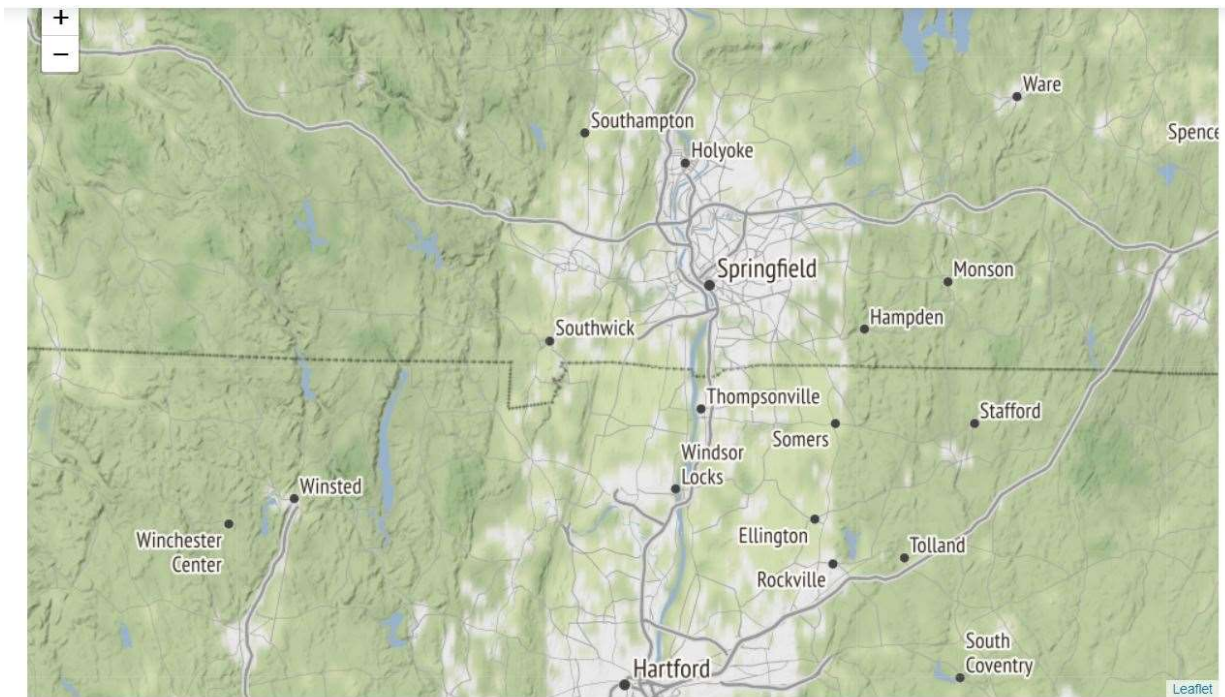 +
−
Ware
Southampton
Spence
Holyoke
Springfield
Monson
Hampden
Southwick
Thompsonville
Stafford
Somers
Windsor
Locks
Winsted
Winchester
Center
Ellington
Tolland
Rockville
South
Coventry
Hartford
Leaflet